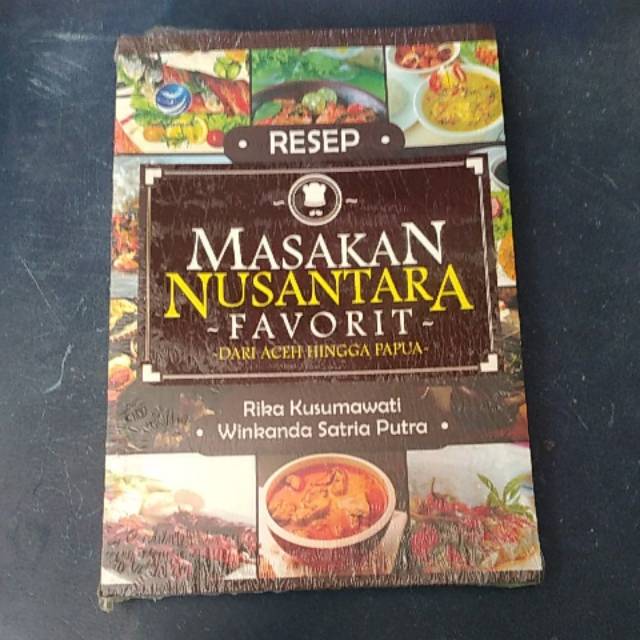 RESEP
MASAKAN
NUSANTARA
~FAVORIT~
-DARI ACEH HINGGA PAPUA-
Rika Kusumawati
• Winkanda Satria Putra •